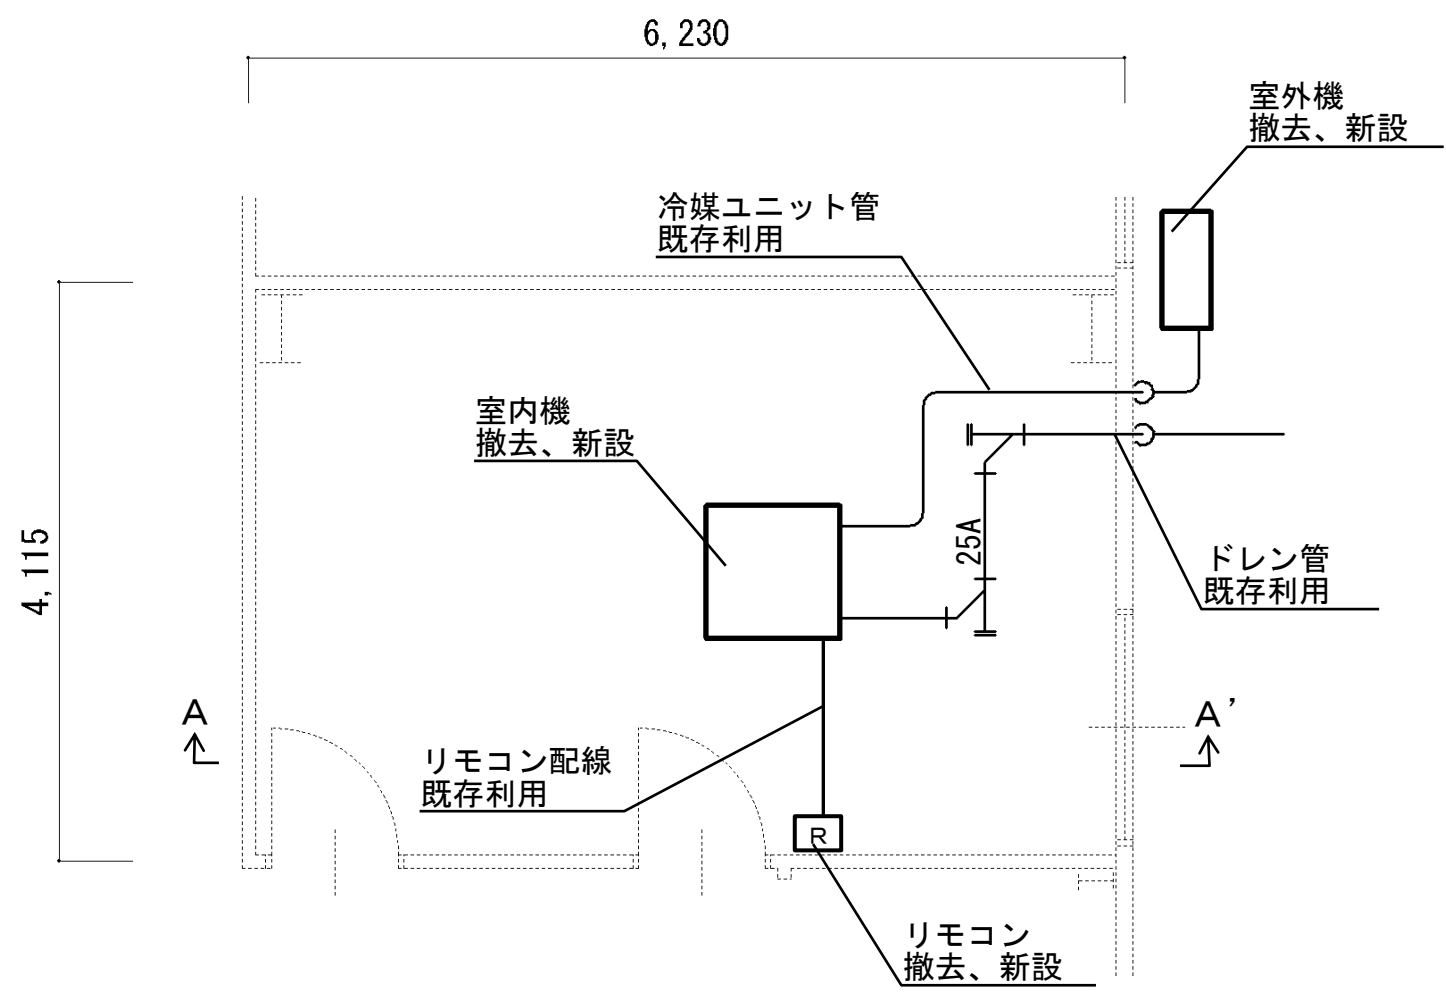 6,230
室外機
撤去、新設
冷媒ユニット管
既存利用
室内機
撤去、新設
25A
4,115
ドレン管
既存利用
A
A'
リモコン配線
既存利用
R
リモコン
撤去、新設